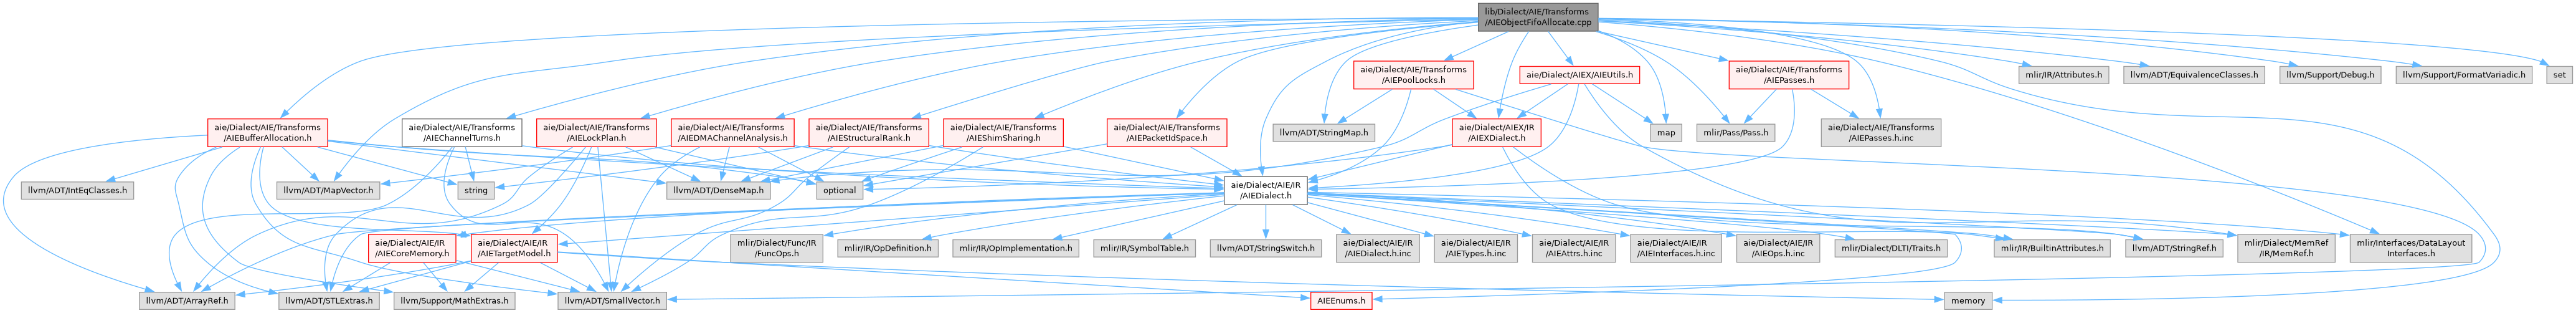 lib/Dialect/AIE/Transforms
/AIEObjectFifoAllocate.cpp
aie/Dialect/AIE/Transforms
/AIEPoolLocks.h
aie/Dialect/AIEX/AIEUtils.h
aie/Dialect/AIE/Transforms
/AIEPasses.h
mlir/IR/Attributes.h
llvm/ADT/EquivalenceClasses.h
llvm/Support/Debug.h
llvm/Support/FormatVariadic.h
set
aie/Dialect/AIE/Transforms
/AIEBufferAllocation.h
aie/Dialect/AIE/Transforms
/AIEChannelTurns.h
aie/Dialect/AIE/Transforms
/AIELockPlan.h
aie/Dialect/AIE/Transforms
/AIEDMAChannelAnalysis.h
aie/Dialect/AIE/Transforms
/AIEStructuralRank.h
aie/Dialect/AIE/Transforms
/AIEShimSharing.h
aie/Dialect/AIE/Transforms
/AIEPacketIdSpace.h
llvm/ADT/StringMap.h
aie/Dialect/AIEX/IR
/AIEXDialect.h
map
mlir/Pass/Pass.h
aie/Dialect/AIE/Transforms
/AIEPasses.h.inc
llvm/ADT/IntEqClasses.h
llvm/ADT/MapVector.h
string
llvm/ADT/DenseMap.h
optional
aie/Dialect/AIE/IR
/AIEDialect.h
aie/Dialect/AIE/IR
/AIECoreMemory.h
aie/Dialect/AIE/IR
/AIETargetModel.h
mlir/Dialect/Func/IR
/FuncOps.h
mlir/IR/OpDefinition.h
mlir/IR/OpImplementation.h
mlir/IR/SymbolTable.h
llvm/ADT/StringSwitch.h
aie/Dialect/AIE/IR
/AIEDialect.h.inc
aie/Dialect/AIE/IR
/AIETypes.h.inc
aie/Dialect/AIE/IR
/AIEAttrs.h.inc
aie/Dialect/AIE/IR
/AIEInterfaces.h.inc
aie/Dialect/AIE/IR
/AIEOps.h.inc
mlir/Dialect/DLTI/Traits.h
mlir/IR/BuiltinAttributes.h
llvm/ADT/StringRef.h
mlir/Dialect/MemRef
/IR/MemRef.h
mlir/Interfaces/DataLayout
Interfaces.h
llvm/ADT/ArrayRef.h
llvm/ADT/STLExtras.h
llvm/Support/MathExtras.h
llvm/ADT/SmallVector.h
AIEEnums.h
memory